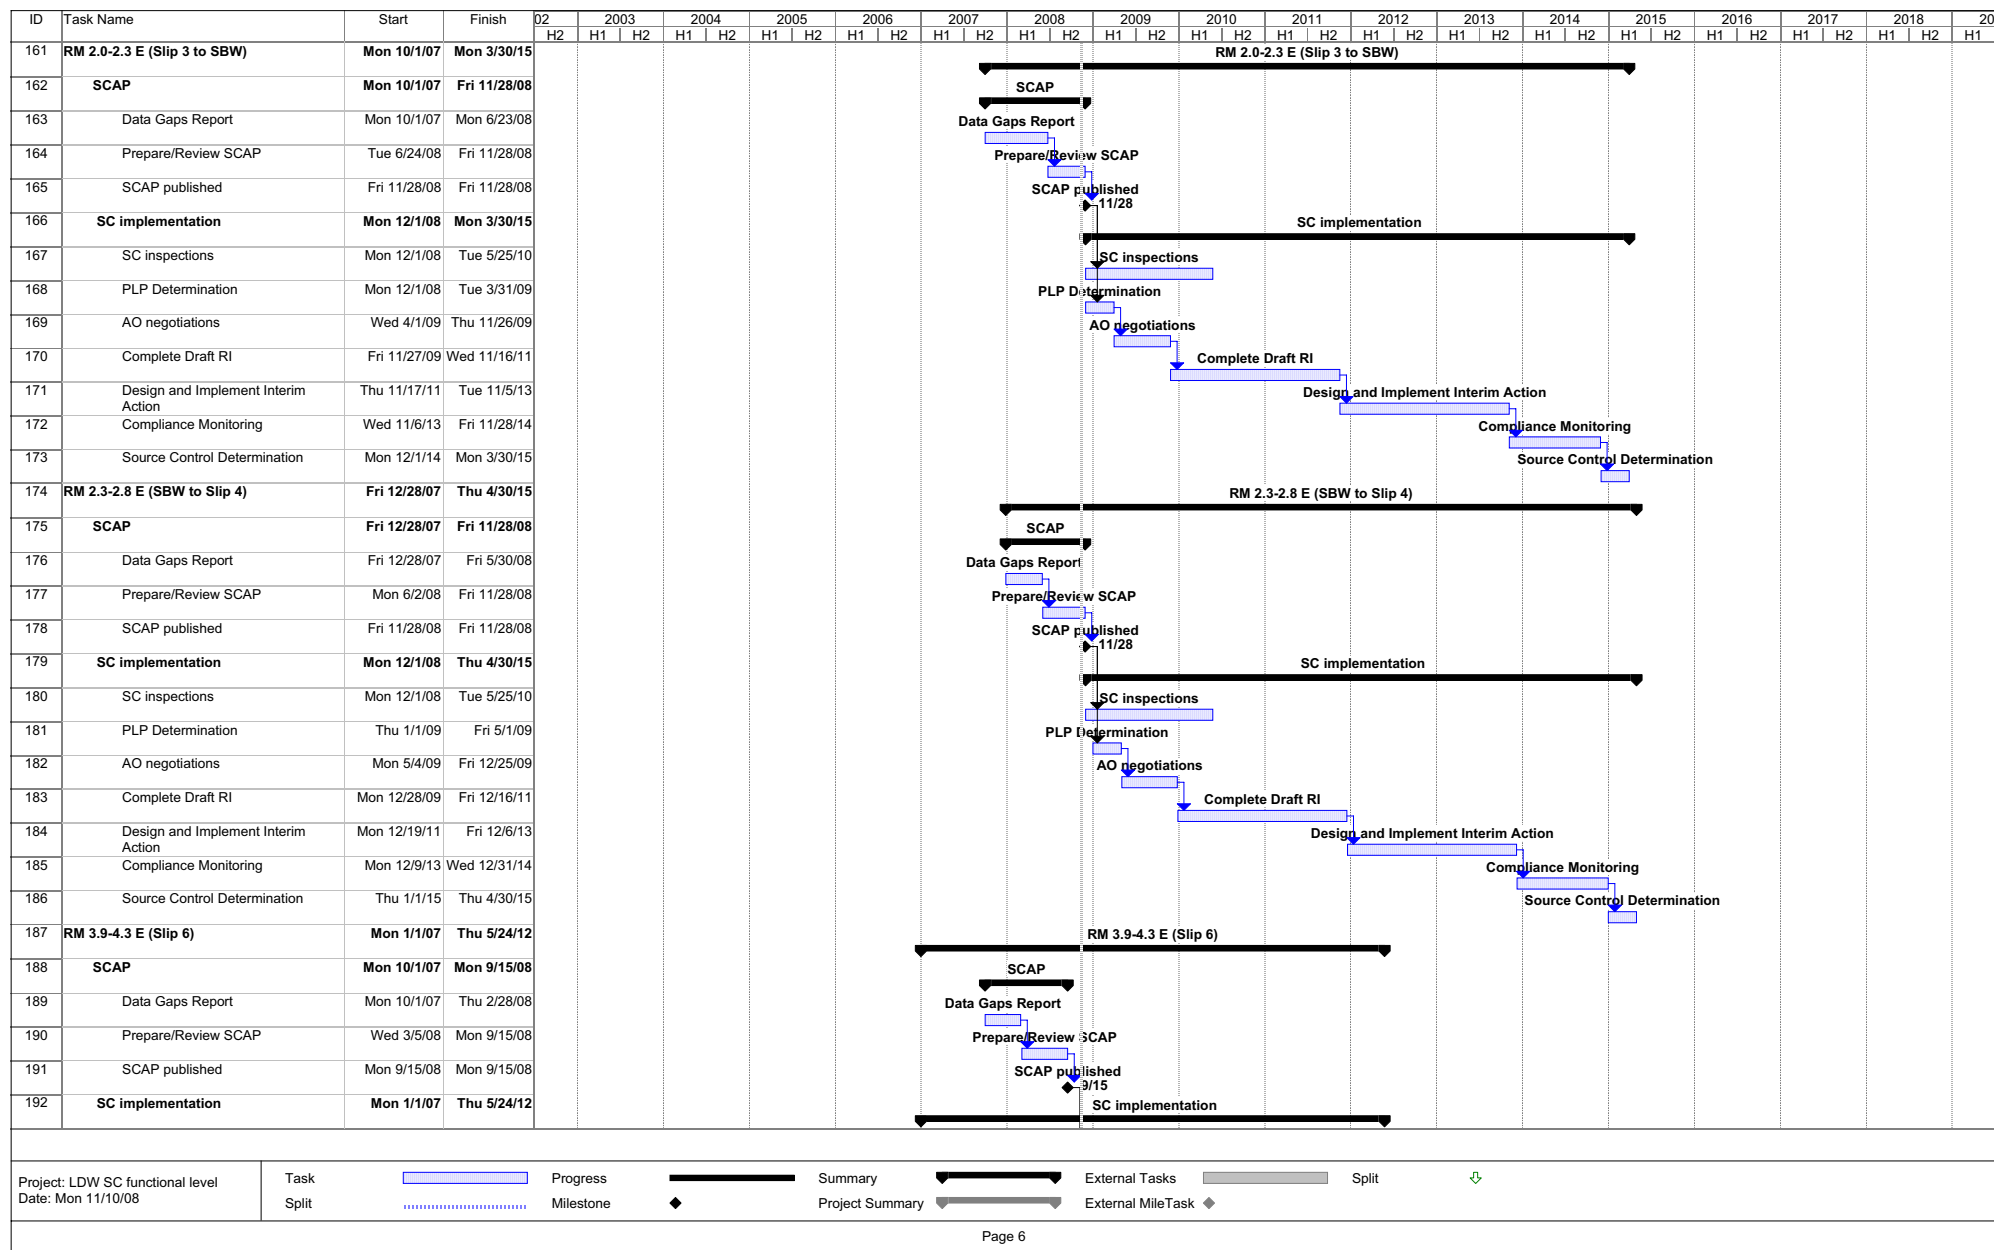 ID Task Name Start Finish 02 2003 2004 2005 2006 2007 2008 2009 2010 2011 2012 2013 2014 2015 2016 2017 2018 20
H2 H1 H2 H1 H2 H1 H2 H1 H2 H1 H2 H1 H2 H1 H2 H1 H2 H1 H2 H1 H2 H1 H2 H1 H2 H1 H2 H1 H2 H1 H2 H1 H2 H1
161 RM 2.0-2.3 E (Slip 3 to SBW) Mon 10/1/07 Mon 3/30/15 RM 2.0-2.3 E (Slip 3 to SBW)
162 SCAP Mon 10/1/07 Fri 11/28/08 SCAP
163 Data Gaps Report Mon 10/1/07 Mon 6/23/08 Data Gaps Report
164 Prepare/Review SCAP Tue 6/24/08 Fri 11/28/08 Prepare/Review SCAP
165 SCAP published Fri 11/28/08 Fri 11/28/08 SCAP published
11/28
166 SC implementation Mon 12/1/08 Mon 3/30/15 SC implementation
167 SC inspections Mon 12/1/08 Tue 5/25/10 SC inspections
168 PLP Determination Mon 12/1/08 Tue 3/31/09 PLP Determination
169 AO negotiations Wed 4/1/09 Thu 11/26/09 AO negotiations
170 Complete Draft RI Fri 11/27/09 Wed 11/16/11 Complete Draft RI
171 Design and Implement Interim Thu 11/17/11 Tue 11/5/13 Design and Implement Interim Action
Action
172 Compliance Monitoring Wed 11/6/13 Fri 11/28/14 Compliance Monitoring
173 Source Control Determination Mon 12/1/14 Mon 3/30/15 Source Control Determination
174 RM 2.3-2.8 E (SBW to Slip 4) Fri 12/28/07 Thu 4/30/15 RM 2.3-2.8 E (SBW to Slip 4)
175 SCAP Fri 12/28/07 Fri 11/28/08 SCAP
176 Data Gaps Report Fri 12/28/07 Fri 5/30/08 Data Gaps Report
177 Prepare/Review SCAP Mon 6/2/08 Fri 11/28/08 Prepare/Review SCAP
178 SCAP published Fri 11/28/08 Fri 11/28/08 SCAP published
11/28
179 SC implementation Mon 12/1/08 Thu 4/30/15 SC implementation
180 SC inspections Mon 12/1/08 Tue 5/25/10 SC inspections
181 PLP Determination Thu 1/1/09 Fri 5/1/09 PLP Determination
182 AO negotiations Mon 5/4/09 Fri 12/25/09 AO negotiations
183 Complete Draft RI Mon 12/28/09 Fri 12/16/11 Complete Draft RI
184 Design and Implement Interim Mon 12/19/11 Fri 12/6/13 Design and Implement Interim Action
Action
185 Compliance Monitoring Mon 12/9/13 Wed 12/31/14 Compliance Monitoring
186 Source Control Determination Thu 1/1/15 Thu 4/30/15 Source Control Determination
187 RM 3.9-4.3 E (Slip 6) Mon 1/1/07 Thu 5/24/12 RM 3.9-4.3 E (Slip 6)
188 SCAP Mon 10/1/07 Mon 9/15/08 SCAP
189 Data Gaps Report Mon 10/1/07 Thu 2/28/08 Data Gaps Report
190 Prepare/Review SCAP Wed 3/5/08 Mon 9/15/08 Prepare/Review SCAP
191 SCAP published Mon 9/15/08 Mon 9/15/08 SCAP published
9/15
192 SC implementation Mon 1/1/07 Thu 5/24/12 SC implementation
Project: LDW SC functional level
Date: Mon 11/10/08
Task Progress Summary External Tasks Split
Split Milestone Project Summary External MileTask
Page 6